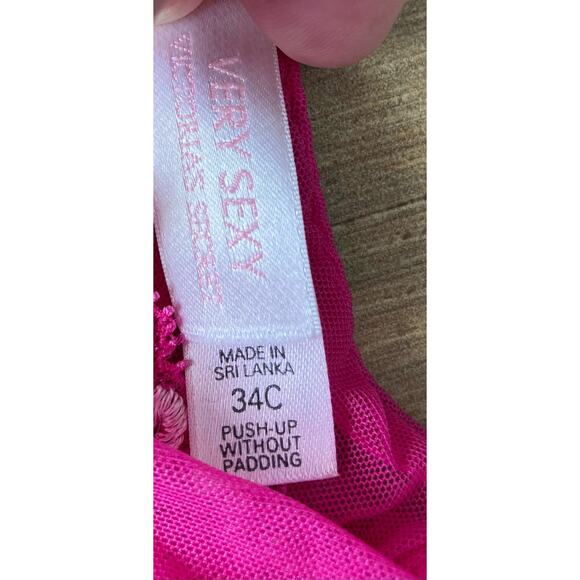 VERY SEXY
VICTORIA'S SECRET
MADE IN
SRI LANKA
34C
PUSH-UP
WITHOUT
PADDING